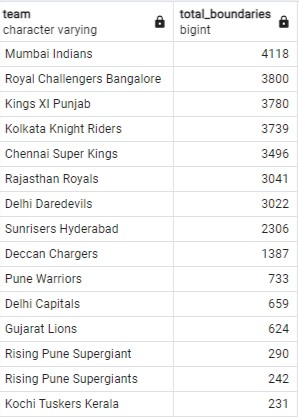 team total_boundaries
character varying bigint
Mumbai Indians 4118
Royal Challengers Bangalore 3800
Kings XI Punjab 3780
Kolkata Knight Riders 3739
Chennai Super Kings 3496
Rajasthan Royals 3041
Delhi Daredevils 3022
Sunrisers Hyderabad 2306
Deccan Chargers 1387
Pune Warriors 733
Delhi Capitals 659
Gujarat Lions 624
Rising Pune Supergiant 290
Rising Pune Supergiants 242
Kochi Tuskers Kerala 231